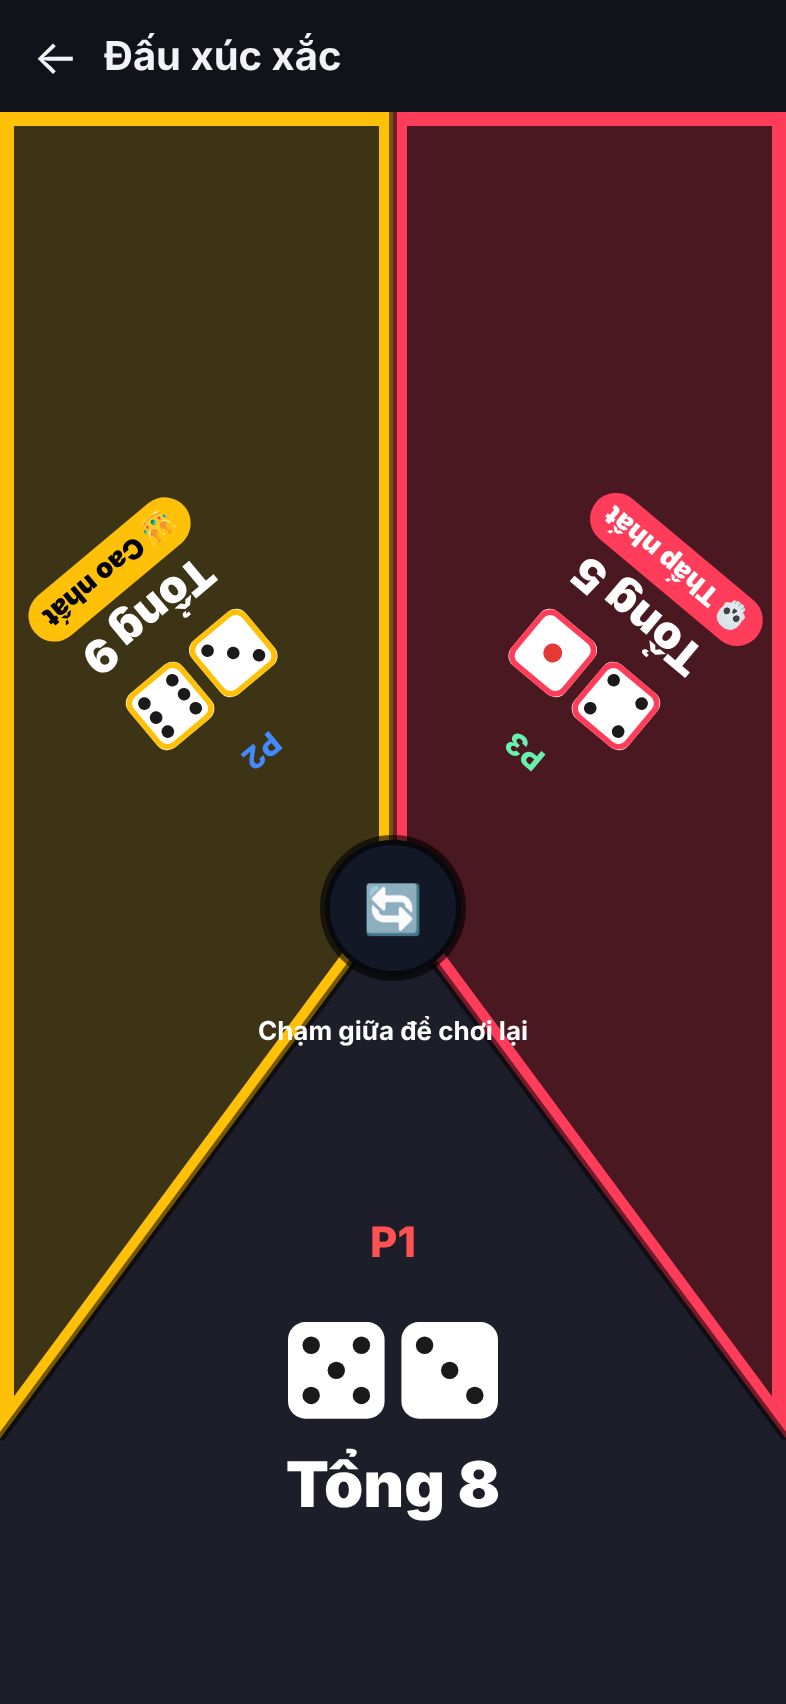 Đấu xúc xắc
👑 Cao nhất
Tổng 9
P2
💀 Thấp nhất
Tổng 5
P3
Chạm giữa để chơi lại
P1
Tổng 8